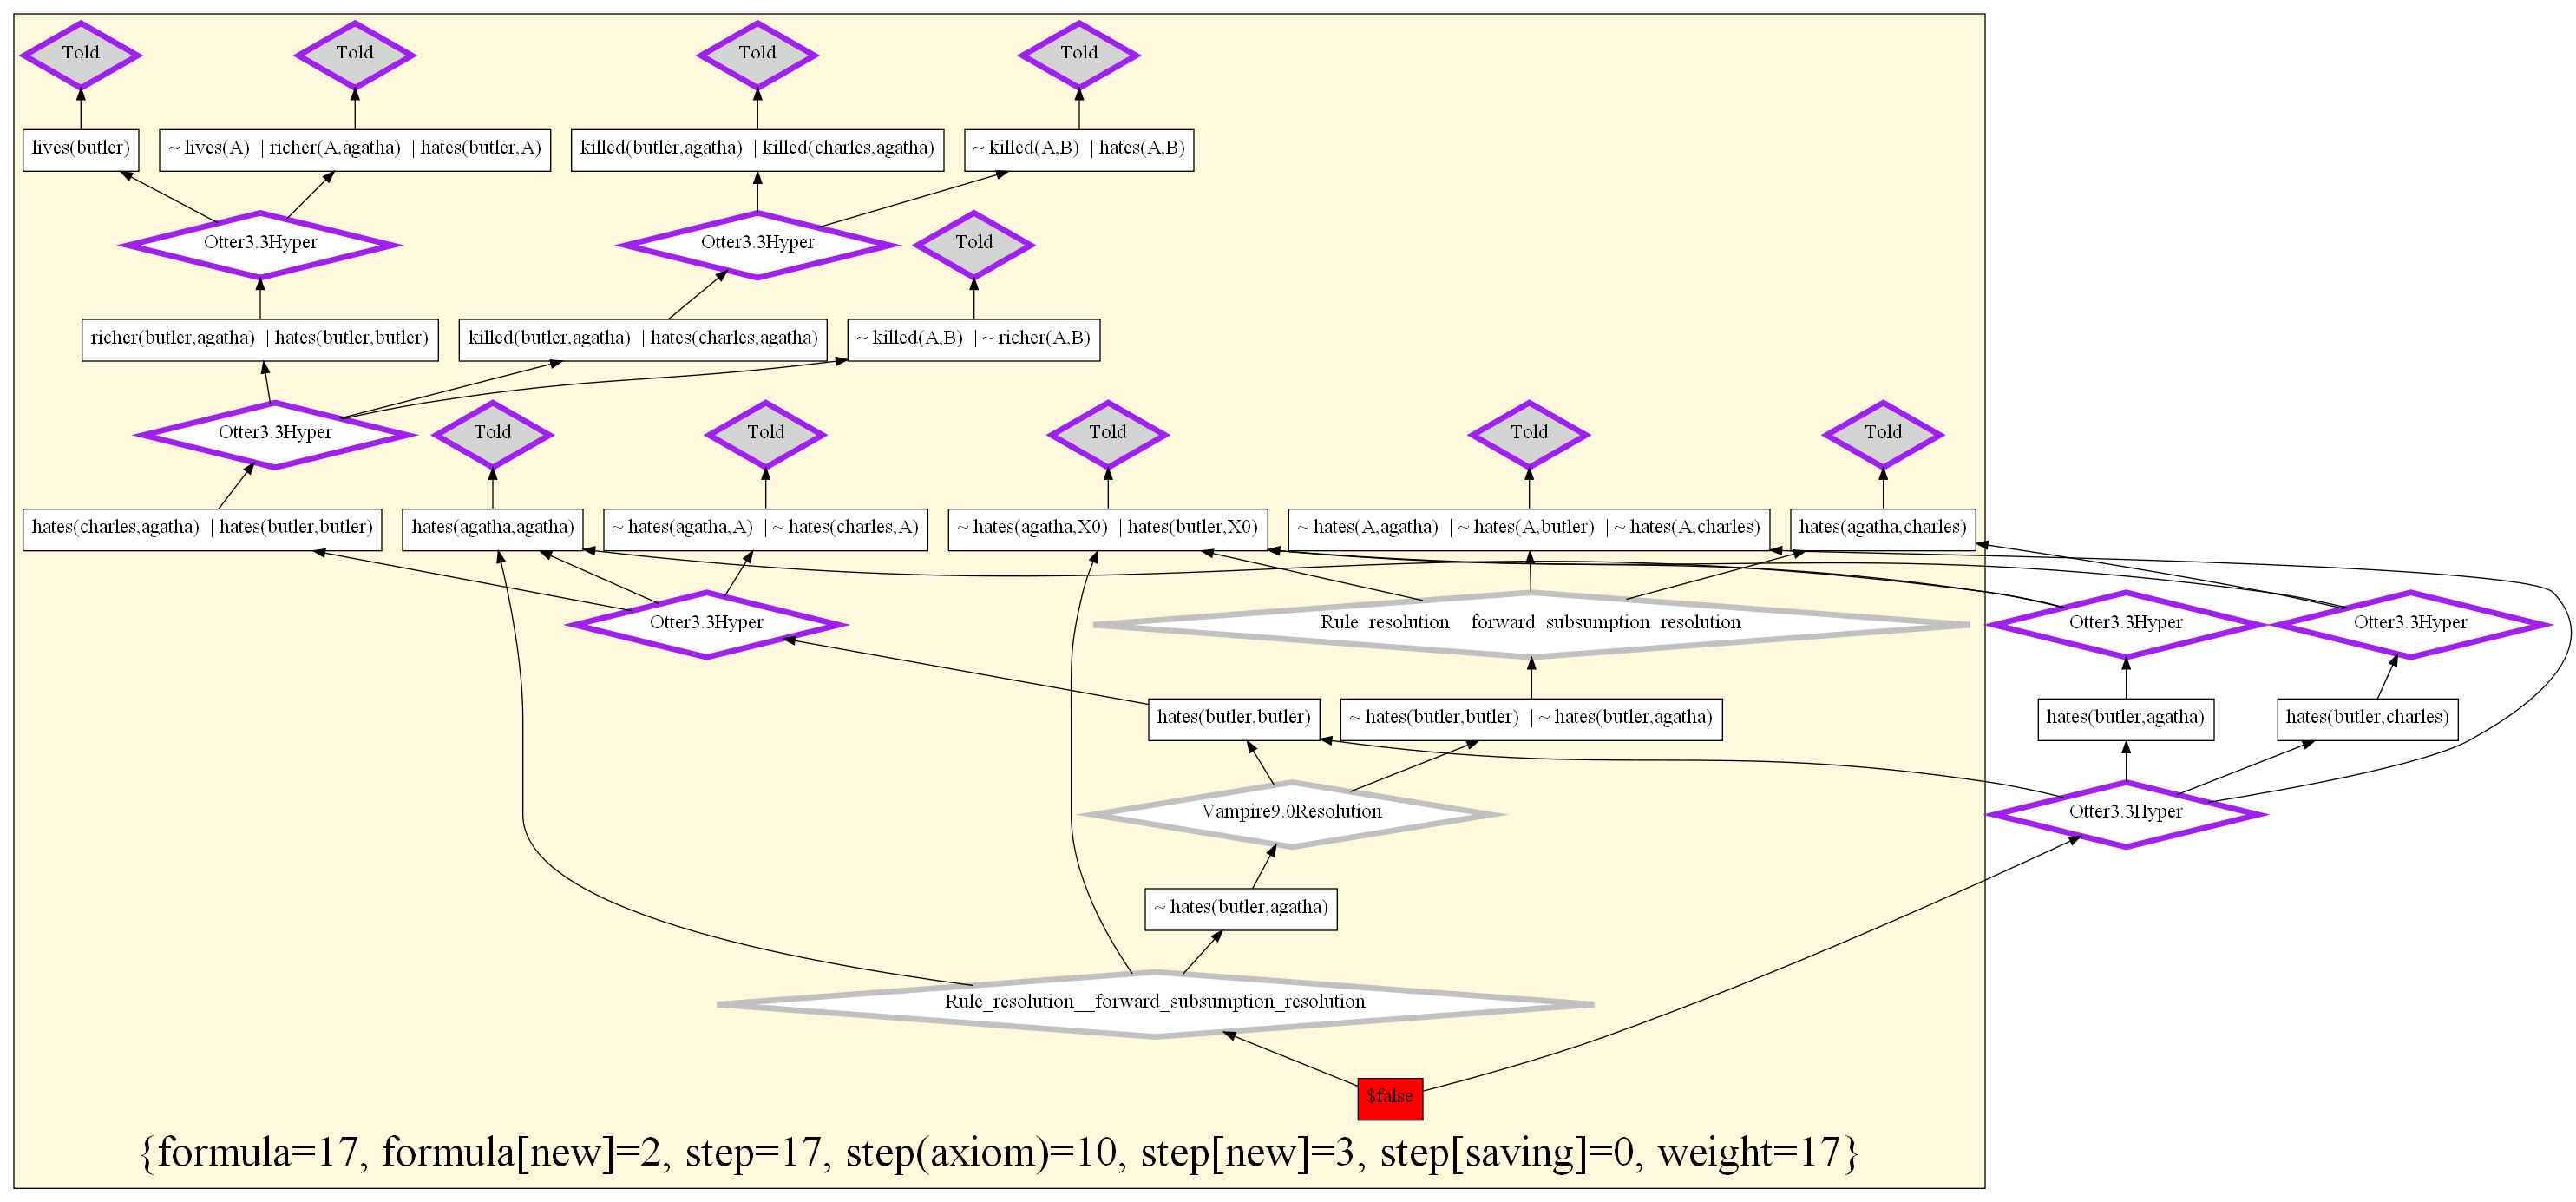 Told
Told
Told
Told
lives(butler)
~ lives(A) | richer(A,agatha) | hates(butler,A)
killed(butler,agatha) | killed(charles,agatha)
~ killed(A,B) | hates(A,B)
Otter3.3Hyper
Otter3.3Hyper
Told
richer(butler,agatha) | hates(butler,butler)
killed(butler,agatha) | hates(charles,agatha)
~ killed(A,B) | ~ richer(A,B)
Otter3.3Hyper
Told
Told
Told
Told
Told
hates(charles,agatha) | hates(butler,butler)
hates(agatha,agatha)
~ hates(agatha,A) | ~ hates(charles,A)
~ hates(agatha,X0) | hates(butler,X0)
~ hates(A,agatha) | ~ hates(A,butler) | ~ hates(A,charles)
hates(agatha,charles)
Otter3.3Hyper
Rule_resolution__forward_subsumption_resolution
Otter3.3Hyper
Otter3.3Hyper
hates(butler,butler)
~ hates(butler,butler) | ~ hates(butler,agatha)
hates(butler,agatha)
hates(butler,charles)
Vampire9.0Resolution
Otter3.3Hyper
~ hates(butler,agatha)
Rule_resolution__forward_subsumption_resolution
$false
{formula=17, formula[new]=2, step=17, step(axiom)=10, step[new]=3, step[saving]=0, weight=17}